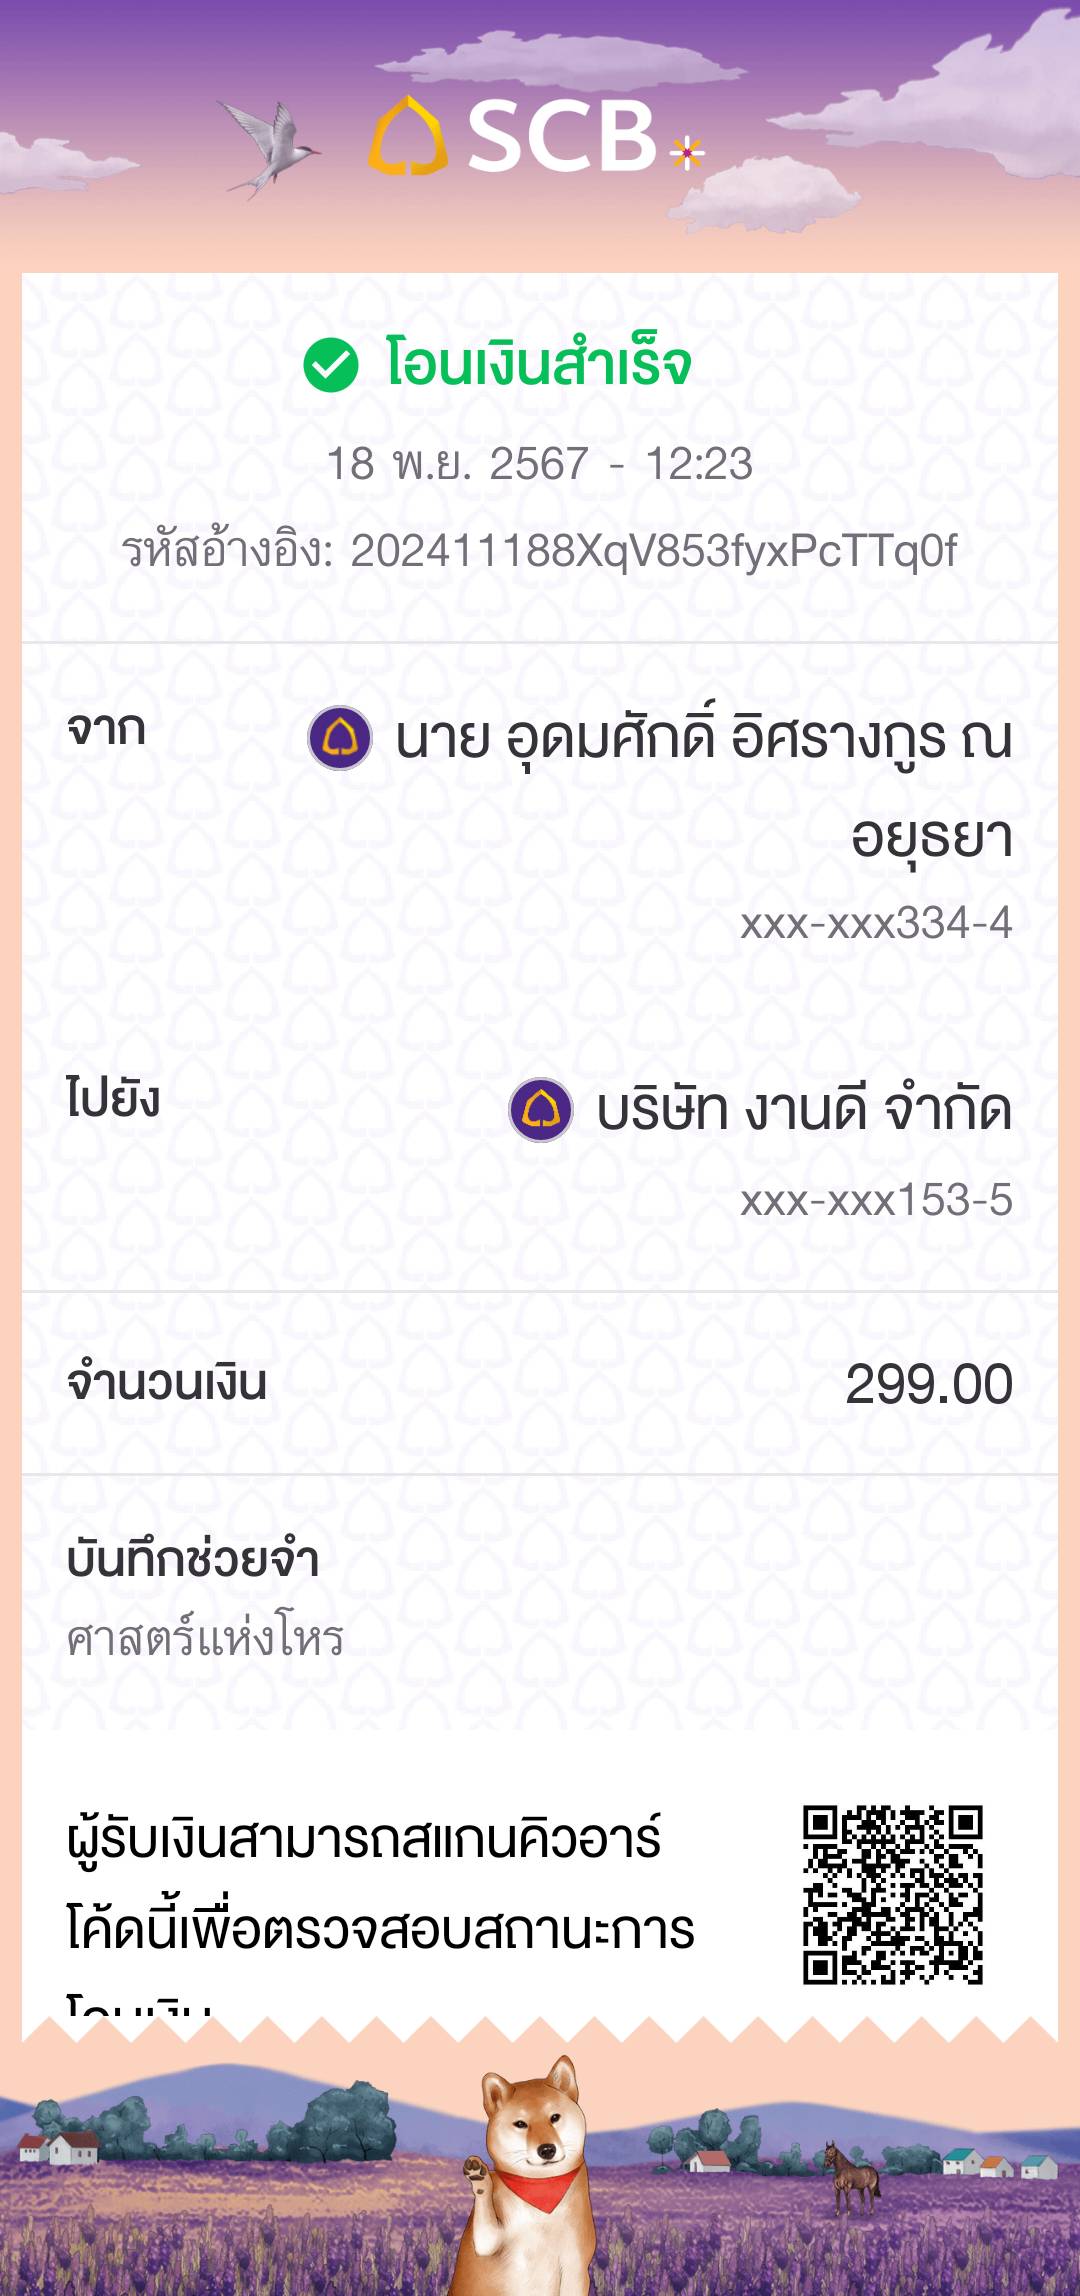 SCB
โอนเงินสำเร็จ
18 พ.ย. 2567 - 12:23
รหัสอ้างอิง: 202411188XqV853fyxPcTTq0f
จาก
นาย อุดมศักดิ์ อิศรางกูร ณ
อยุธยา
xxx-xxx334-4
ไปยัง
บริษัท งานดี จำกัด
xxx-xxx153-5
จำนวนเงิน
299.00
บันทึกช่วยจำ
ศาสตร์แห่งโหร
ผู้รับเงินสามารถสแกนคิวอาร์
โค้ดนี้เพื่อตรวจสอบสถานะการ
โอนเงิน